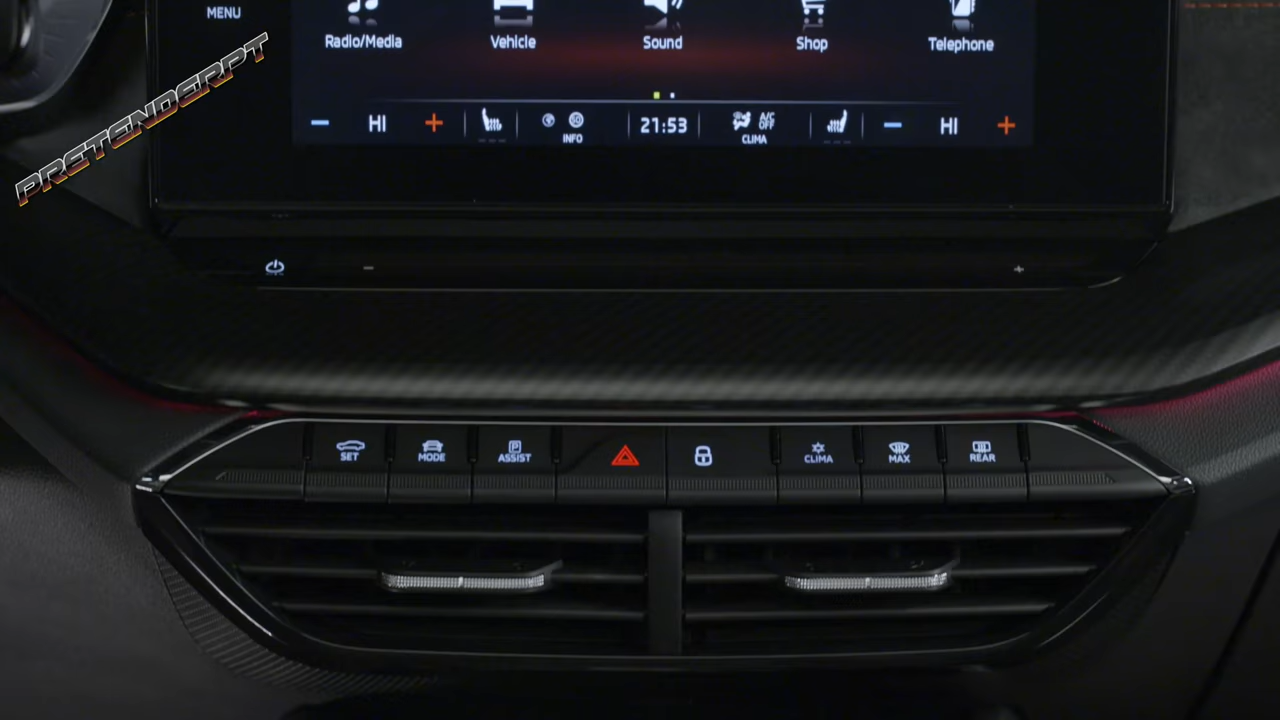 MENU
PRETENDERPT
Radio/Media
Vehicle
Sound
Shop
Telephone
HI
INFO
21:53
A/C
OFF
CLIMA
HI
SET
MODE
P
ASSIST
CLIMA
MAX
REAR